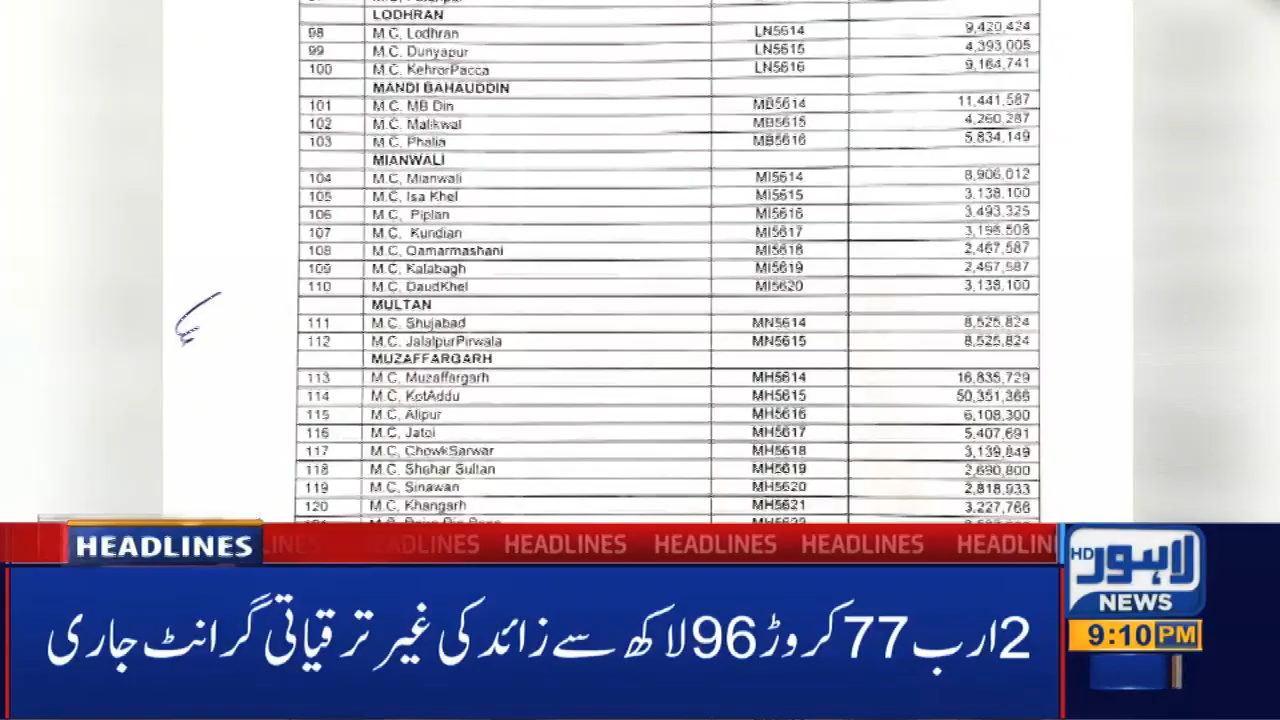 LODHRAN
98 M.C, Lodhran LN5614 9,420,424
99 M.C. Dunyapur LN5615 4,393,005
100 M.C. KehrorPacca LN5616 9,164,741
MANDI BAHAUDDIN
101 M.C. MB Din MB5614 11,441,587
102 M.C. Malikwal MB5615 4,260,287
103 M.C. Phalia MB5616 5,834,149
MIANWALI
104 M.C, Mianwali MI5614 8,906,012
105 M.C, Isa Khel MI5615 3,138,100
106 M.C, Piplan MI5616 3,493,325
107 M.C. Kundian MI5617
108 M.C, Qamarmashani MI5618 2,467,587
109 M.C, Kalabagh MI5619 2,467,587
110 M.C. DaudKhel MI5620 3,138,100
MULTAN
111 M.C. Shujabad MN5614 8,525,824
112 M.C. JalalpurPirwala MN5615 8,525,824
MUZAFFARGARH
113 M.C, Muzaffargarh MH5614 16,835,729
114 M.C, KotAddu MH5615 50,351,366
115 M.C, Alipur MH5616 6,108,300
116 M.C, Jatoi MH5617 5,407,691
117 M.C, ChowkSarwar MH5618 3,139,849
118 M.C. Shehar Sultan MH5619 2,690,800
119 M.C. Sinawan MH5620 2,818,933
120 M.C, Khangarh MH5621 3,227,766
HEADLINES
HEADLINES HEADLINES HEADLINES HEADLINES
2 ارب 77 کروڑ 96 لاکھ سے زائد کی غیر ترقیاتی گرانٹ جاری
HD لاہور
NEWS
9:10 PM